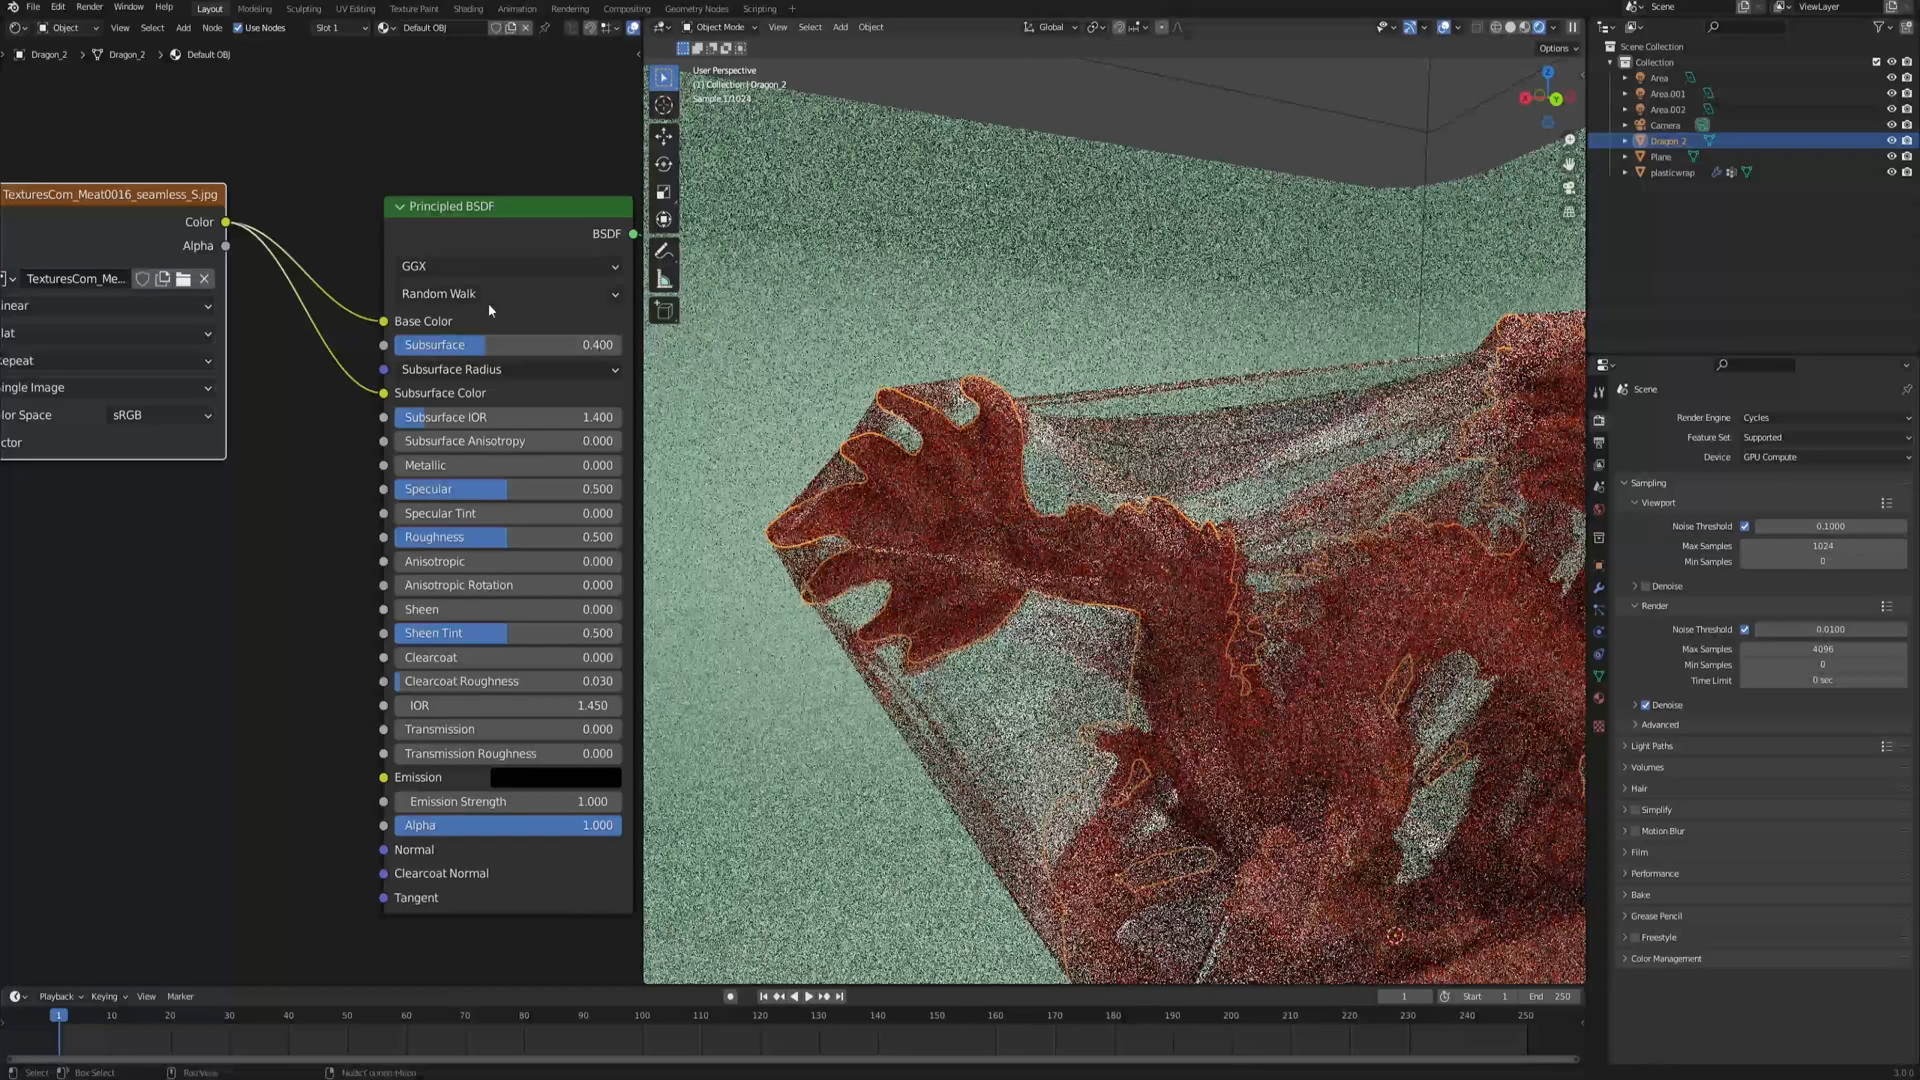 File Edit Render Window Help Layout Modeling Sculpting UV Editing Texture Paint Shading Animation Rendering Compositing Geometry Nodes Scripting + Scene ViewLayer
Object View Select Add Node Use Nodes Slot 1 Default OBJ Object Mode View Select Add Object Global
Options
Dragon_2 Dragon_2 Default OBJ
User Perspective
(1) Collection | Dragon_2
Sample 1/1024
X
Y
Z
TexturesCom_Meat0016_seamless_S.jpg
Color
Alpha
TexturesCom_Me...
inear
lat
epeat
ingle Image
lor Space sRGB
ctor
Principled BSDF
BSDF
GGX
Random Walk
Base Color
Subsurface 0.400
Subsurface Radius
Subsurface Color
Subsurface IOR 1.400
Subsurface Anisotropy 0.000
Metallic 0.000
Specular 0.500
Specular Tint 0.000
Roughness 0.500
Anisotropic 0.000
Anisotropic Rotation 0.000
Sheen 0.000
Sheen Tint 0.500
Clearcoat 0.000
Clearcoat Roughness 0.030
IOR 1.450
Transmission 0.000
Transmission Roughness 0.000
Emission
Emission Strength 1.000
Alpha 1.000
Normal
Clearcoat Normal
Tangent
Scene Collection
Collection
Area
Area.001
Area.002
Camera
Dragon_2
Plane
plasticwrap
Scene
Render Engine Cycles
Feature Set Supported
Device GPU Compute
Sampling
Viewport
Noise Threshold 0.1000
Max Samples 1024
Min Samples 0
Denoise
Render
Noise Threshold 0.0100
Max Samples 4096
Min Samples 0
Time Limit 0 sec
Denoise
Advanced
Light Paths
Volumes
Hair
Simplify
Motion Blur
Film
Performance
Bake
Grease Pencil
Freestyle
Color Management
Playback Keying View Marker 1 Start 1 End 250
1 10 20 30 40 50 60 70 80 90 100 110 120 130 140 150 160 170 180 190 200 210 220 230 240 250
Select Box Select 3.0.0